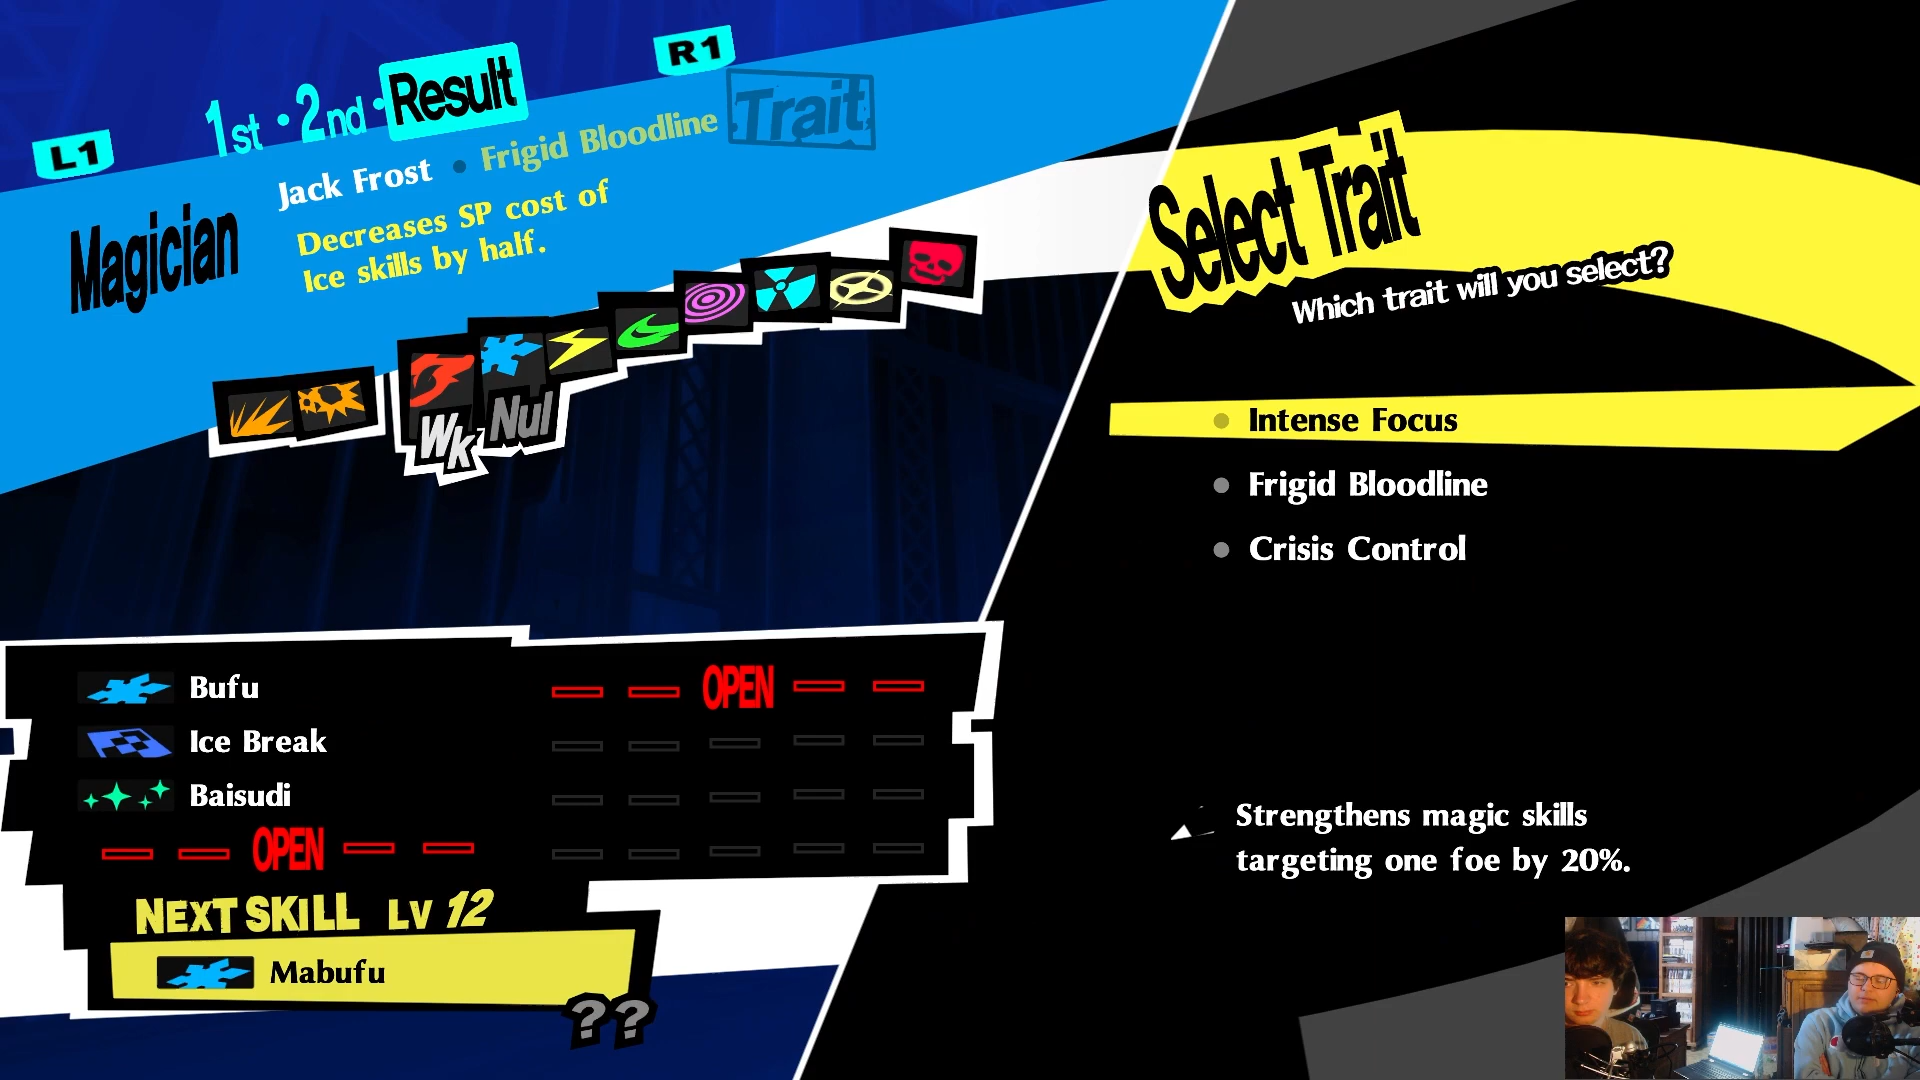 L1
1st • 2nd • Result
R1
Magician
Jack Frost • Frigid Bloodline
Trait
Decreases SP cost of
Ice skills by half.
Wk
Nul
Bufu
OPEN
Ice Break
Baisudi
OPEN
NEXT SKILL LV 12
Mabufu
??
Select Trait
Which trait will you select?
Intense Focus
Frigid Bloodline
Crisis Control
Strengthens magic skills
targeting one foe by 20%.